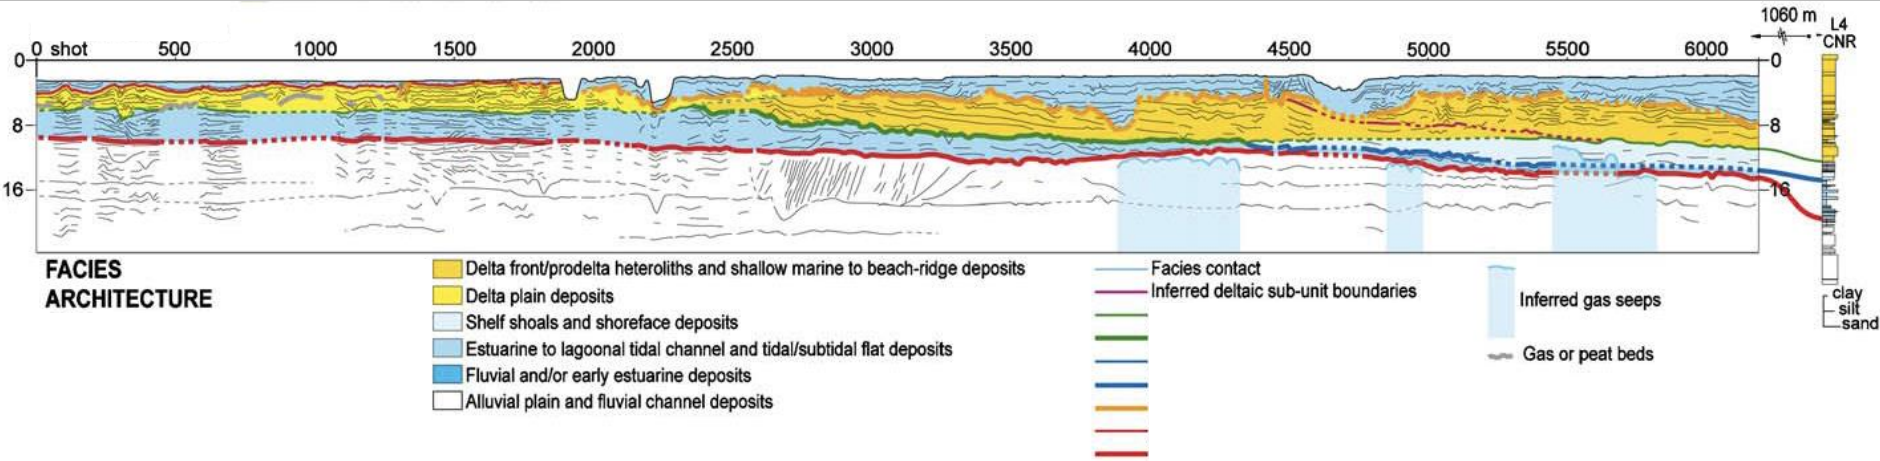 1060 m
L4
CNR
0 shot 500 1000 1500 2000 2500 3000 3500 4000 4500 5000 5500 6000
0 0
8 8
16 16
FACIES
ARCHITECTURE
Delta front/prodelta heteroliths and shallow marine to beach-ridge deposits
Delta plain deposits
Shelf shoals and shoreface deposits
Estuarine to lagoonal tidal channel and tidal/subtidal flat deposits
Fluvial and/or early estuarine deposits
Alluvial plain and fluvial channel deposits
Facies contact
Inferred deltaic sub-unit boundaries
Inferred gas seeps
Gas or peat beds
clay
silt
sand